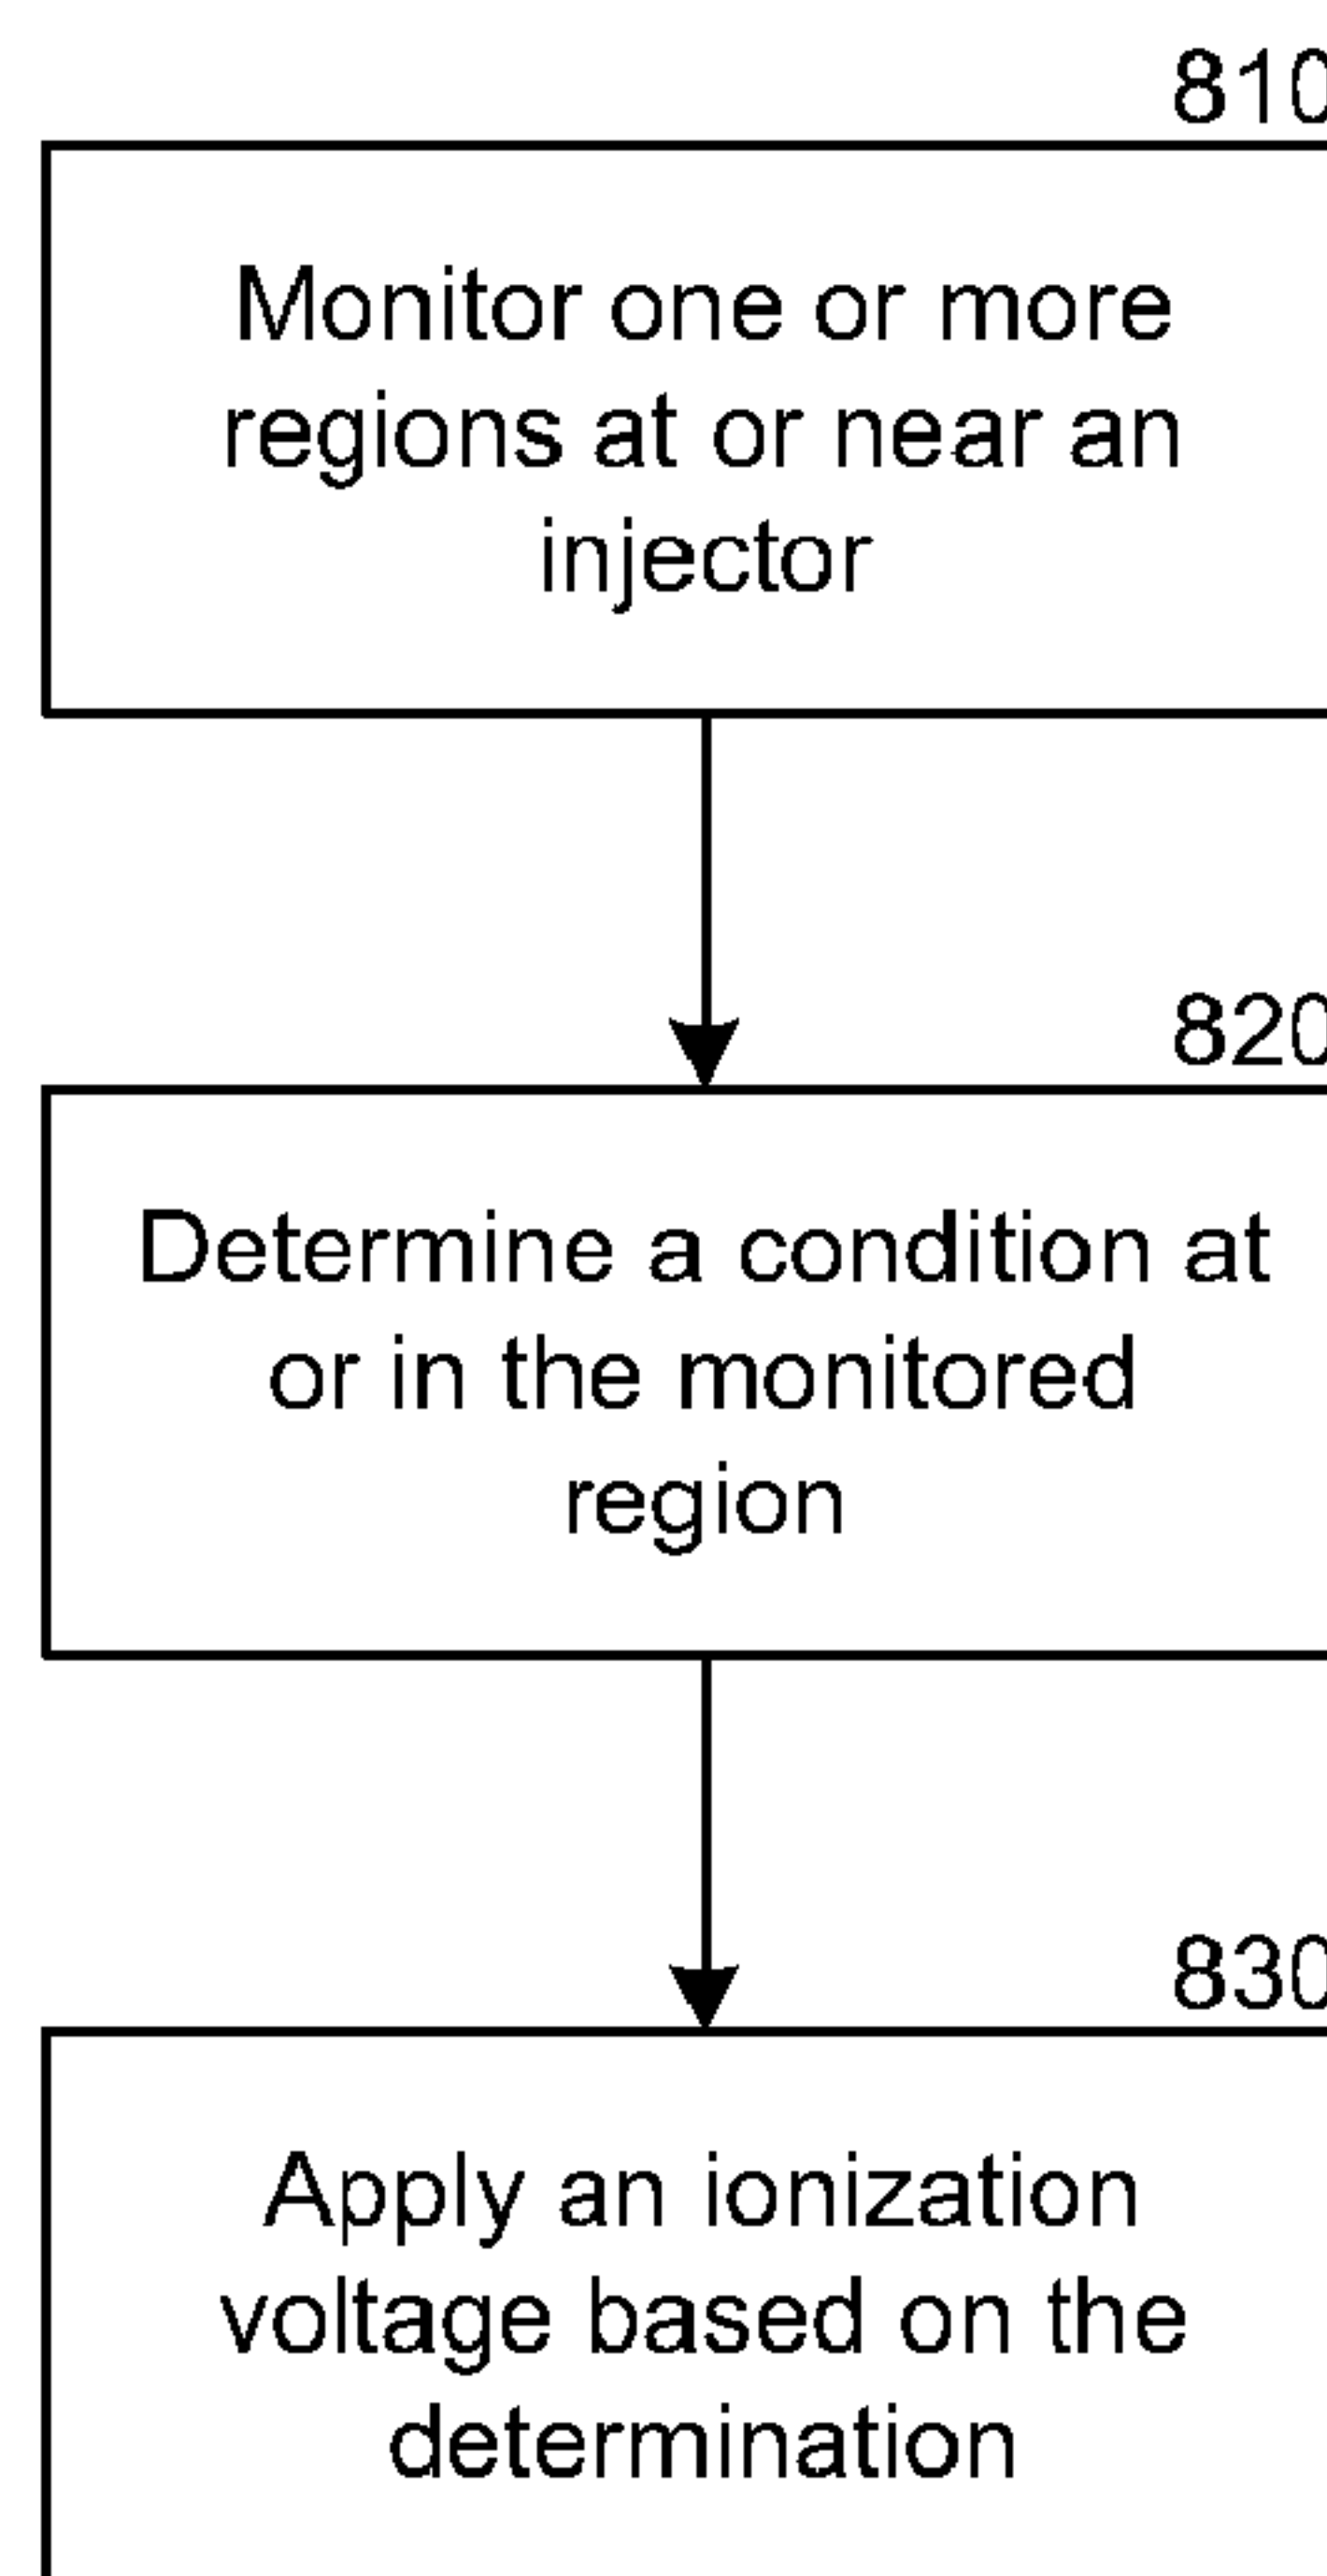 810
Monitor one or more
regions at or near an
injector
820
Determine a condition at
or in the monitored
region
830
Apply an ionization
voltage based on the
determination